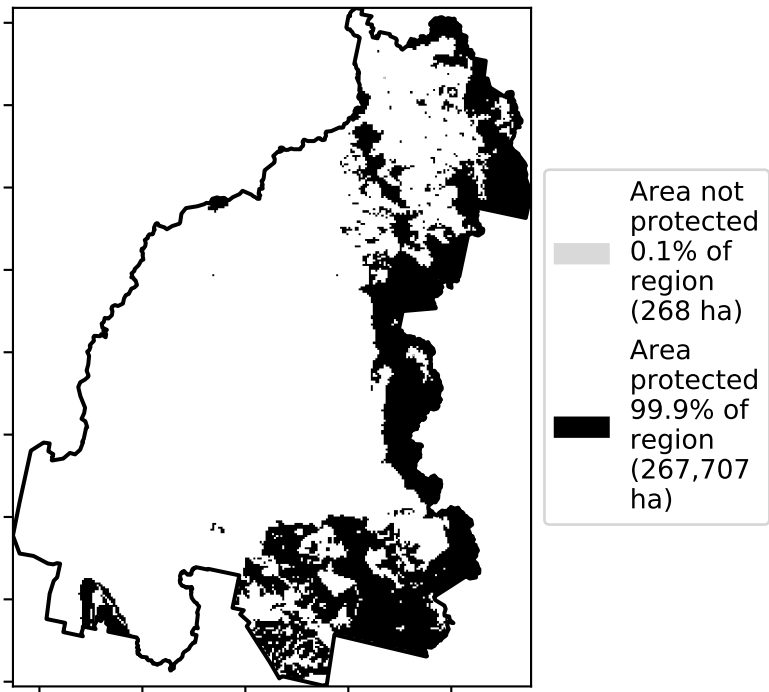 Area not
protected
0.1% of
region
(268 ha)
Area
protected
99.9% of
region
(267,707
ha)